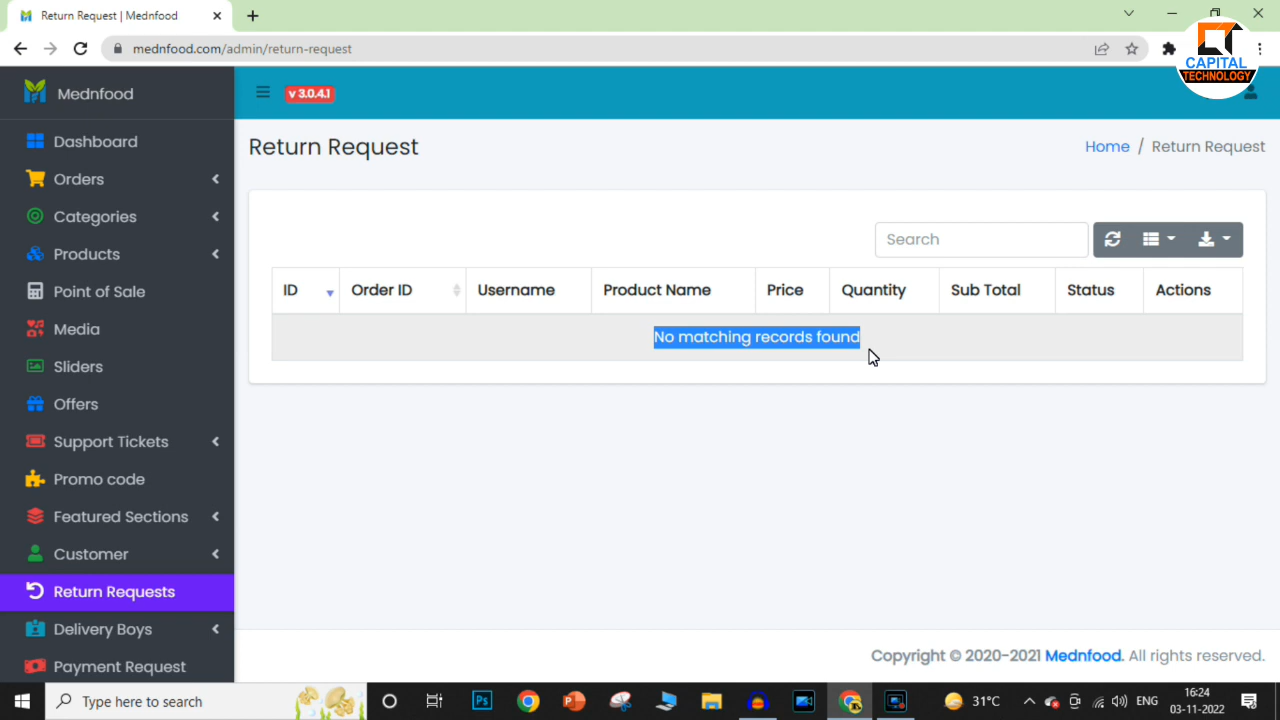 Return Request | Mednfood
mednfood.com/admin/return-request
CAPITAL
TECHNOLOGY
Mednfood
v 3.0.4.1
Dashboard
Orders
Categories
Products
Point of Sale
Media
Sliders
Offers
Support Tickets
Promo code
Featured Sections
Customer
Return Requests
Delivery Boys
Payment Request
Return Request
Home / Return Request
Search
ID Order ID Username Product Name Price Quantity Sub Total Status Actions
No matching records found
Copyright © 2020-2021 Mednfood. All rights reserved.
Type here to search
Ps
31°C
ENG
16:24
03-11-2022